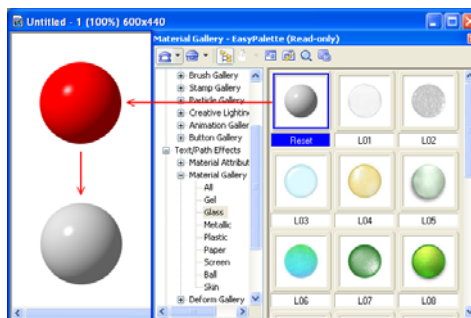 Untitled - 1 (100%) 600x440
Material Gallery - EasyPalette (Read-only)
Brush Gallery
Stamp Gallery
Particle Gallery
Creative Lightin
Animation Galler
Button Gallery
Text/Path Effects
Material Attribut
Material Gallery
All
Gel
Glass
Metallic
Plastic
Paper
Screen
Ball
Skin
Deform Gallery
Reset
L01
L02
L03
L04
L05
L06
L07
L08